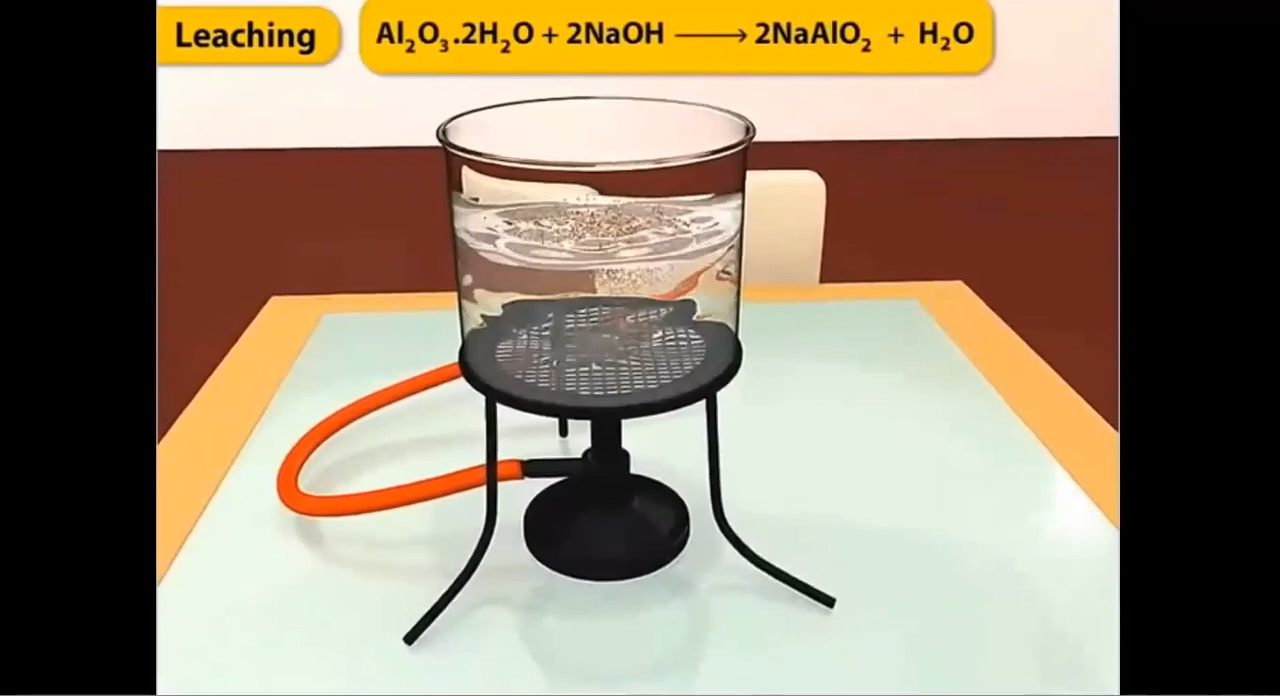 Leaching
Al₂O₃.2H₂O + 2NaOH ⟶ 2NaAlO₂ + H₂O